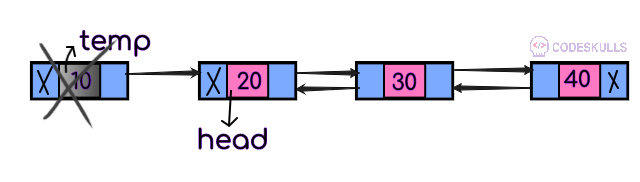 temp
CODESKULLS
X 10
X 20
30
40 X
head